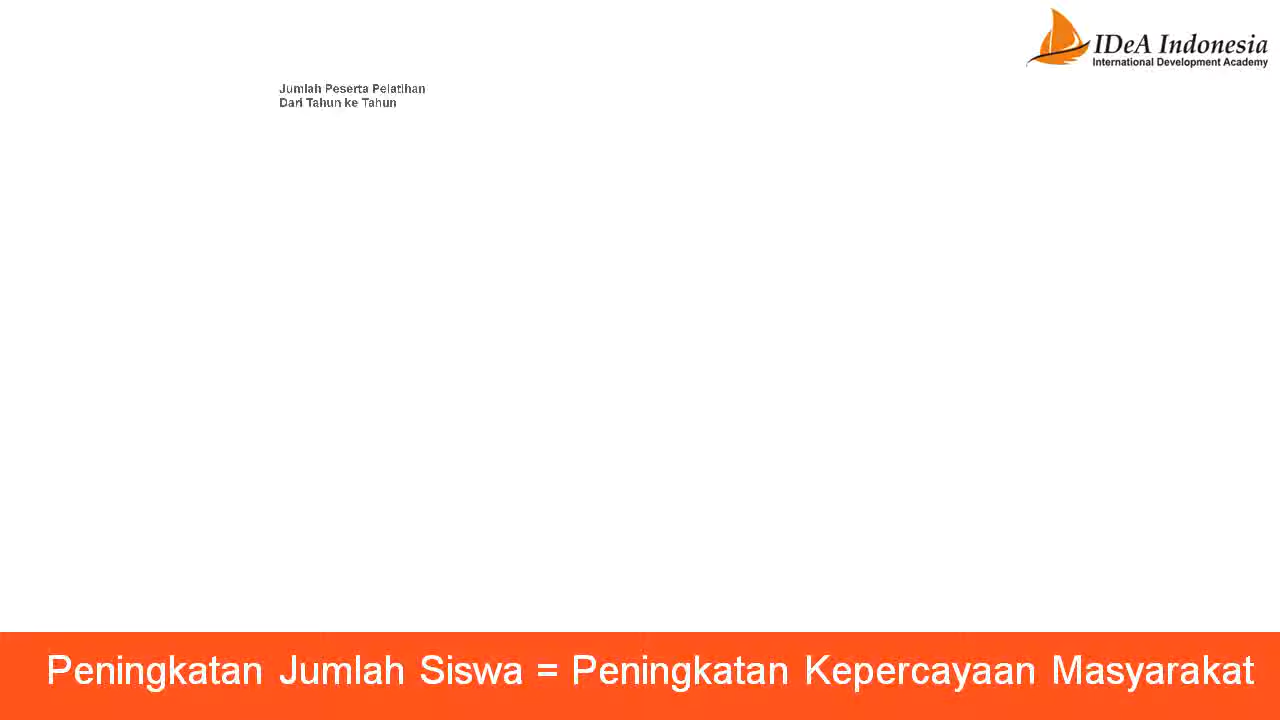 IDeA Indonesia
International Development Academy
Jumlah Peserta Pelatihan
Dari Tahun ke Tahun
Peningkatan Jumlah Siswa = Peningkatan Kepercayaan Masyarakat